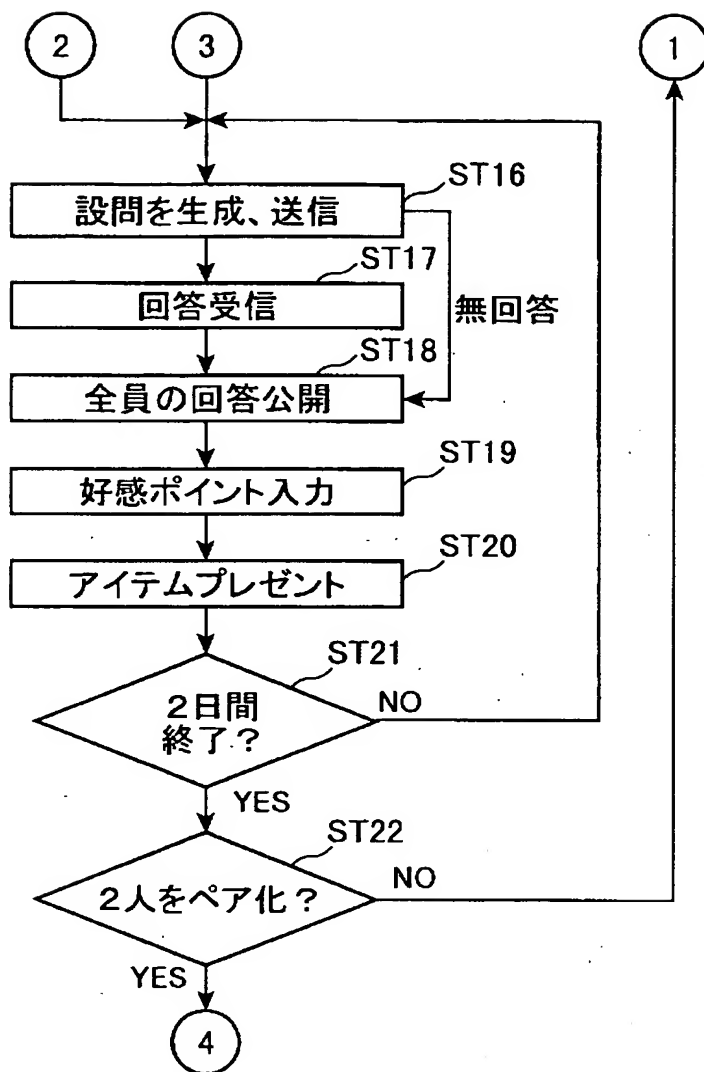 2
3
1
ST16
設問を生成、送信
ST17
回答受信
無回答
ST18
全員の回答公開
ST19
好感ポイント入力
ST20
アイテムプレゼント
ST21
2日間
終了？
NO
YES
ST22
2人をペア化？
NO
YES
4